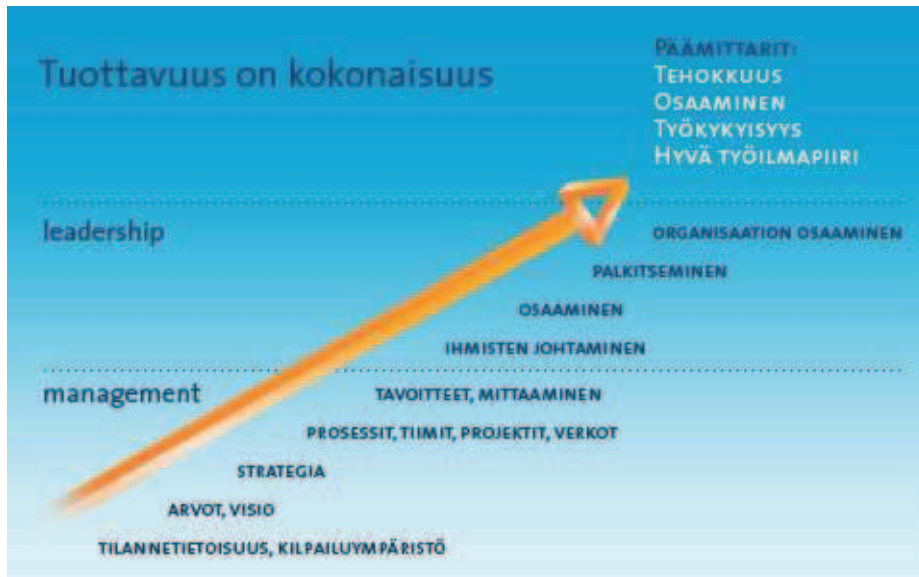 Tuottavuus on kokonaisuus
PÄÄMITTARIT:
TEHOKKUUS
OSAAMINEN
TYÖKYKYISYYS
HYVÄ TYÖILMAPIIRI
leadership
ORGANISAATION OSAAMINEN
PALKITSEMINEN
OSAAMINEN
IHMISTEN JOHTAMINEN
management
TAVOITTEET, MITTAAMINEN
PROSESSIT, TIIMIT, PROJEKTIT, VERKOT
STRATEGIA
ARVOT, VISIO
TILANNETIETOISUUS, KILPAILUYMPÄRISTÖ